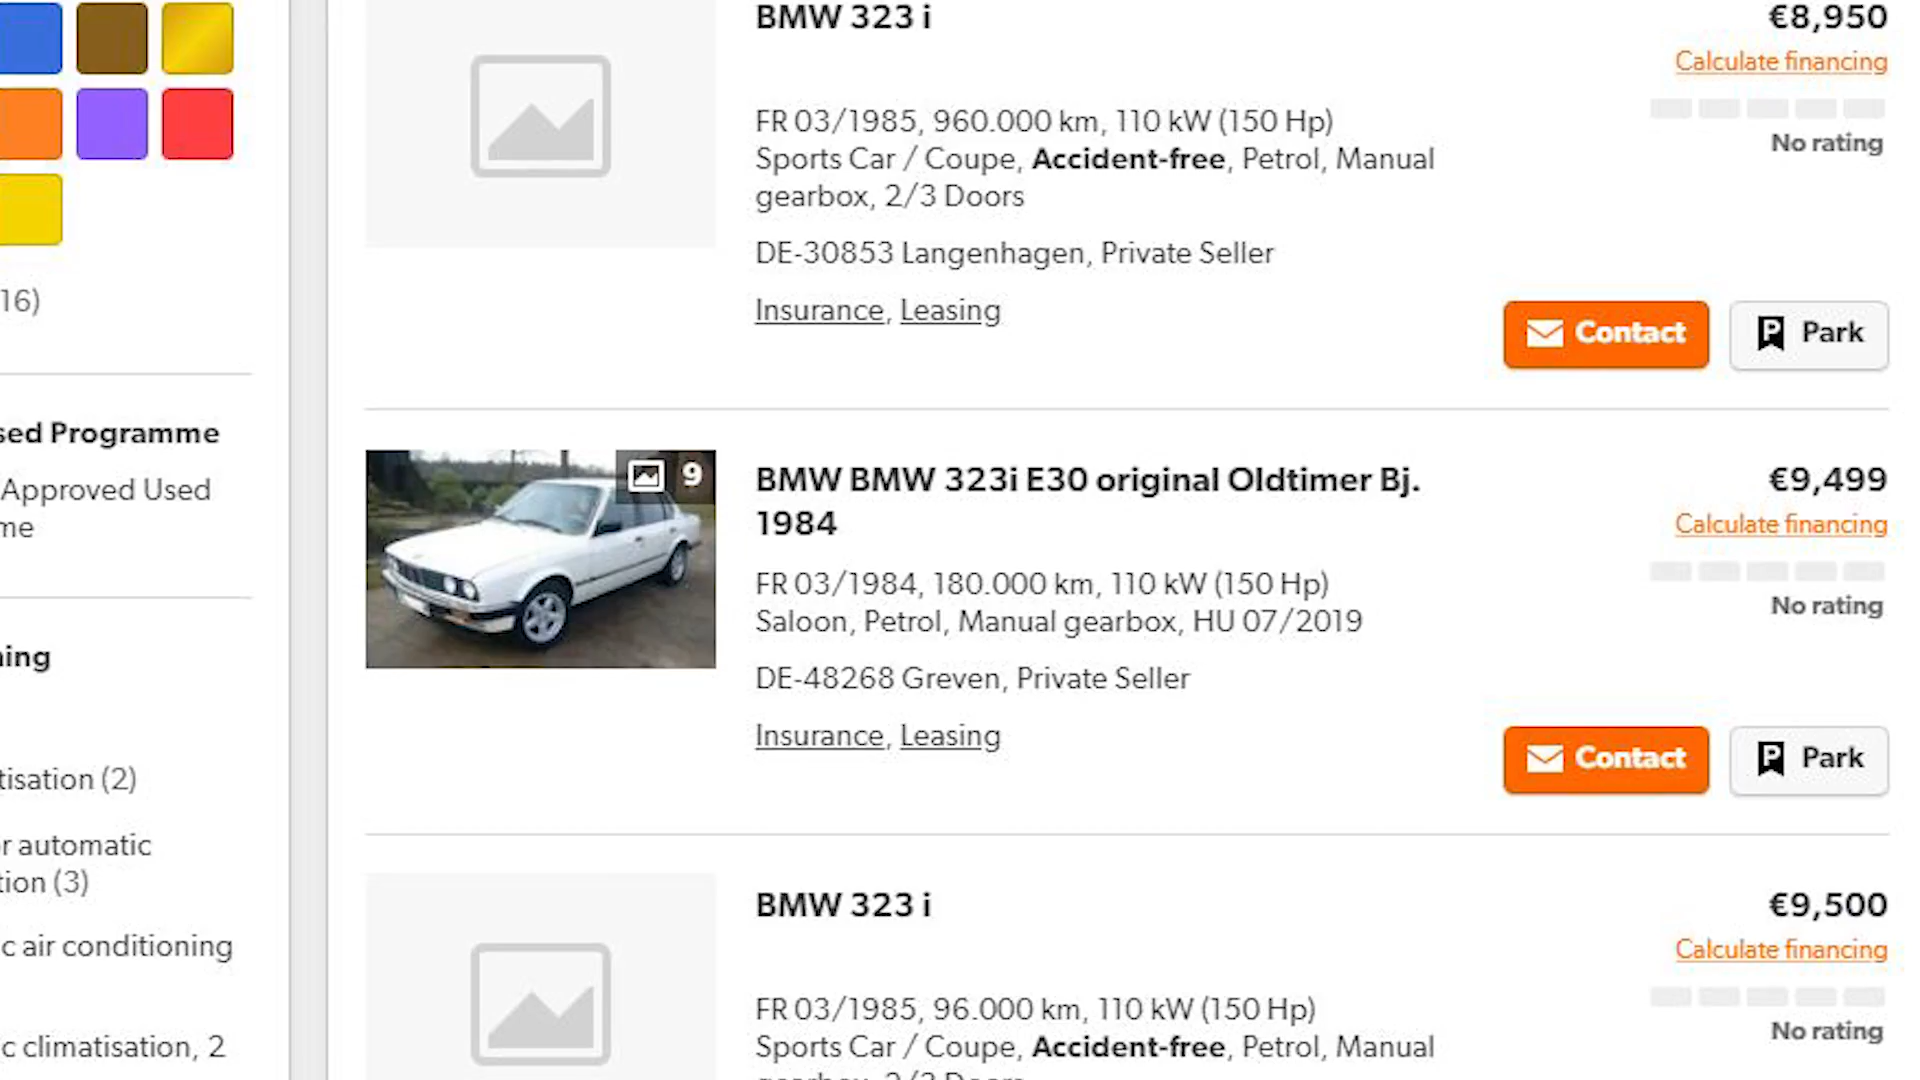 16)
sed Programme
Approved Used
me
ing
tisation (2)
r automatic
tion (3)
c air conditioning
c climatisation, 2
BMW 323 i
€8,950
Calculate financing
No rating
FR 03/1985, 960.000 km, 110 kW (150 Hp)
Sports Car / Coupe, Accident-free, Petrol, Manual
gearbox, 2/3 Doors
DE-30853 Langenhagen, Private Seller
Insurance, Leasing
Contact
Park
9
BMW BMW 323i E30 original Oldtimer Bj.
1984
€9,499
Calculate financing
No rating
FR 03/1984, 180.000 km, 110 kW (150 Hp)
Saloon, Petrol, Manual gearbox, HU 07/2019
DE-48268 Greven, Private Seller
Insurance, Leasing
Contact
Park
BMW 323 i
€9,500
Calculate financing
No rating
FR 03/1985, 96.000 km, 110 kW (150 Hp)
Sports Car / Coupe, Accident-free, Petrol, Manual
gearbox, 2/3 Doors